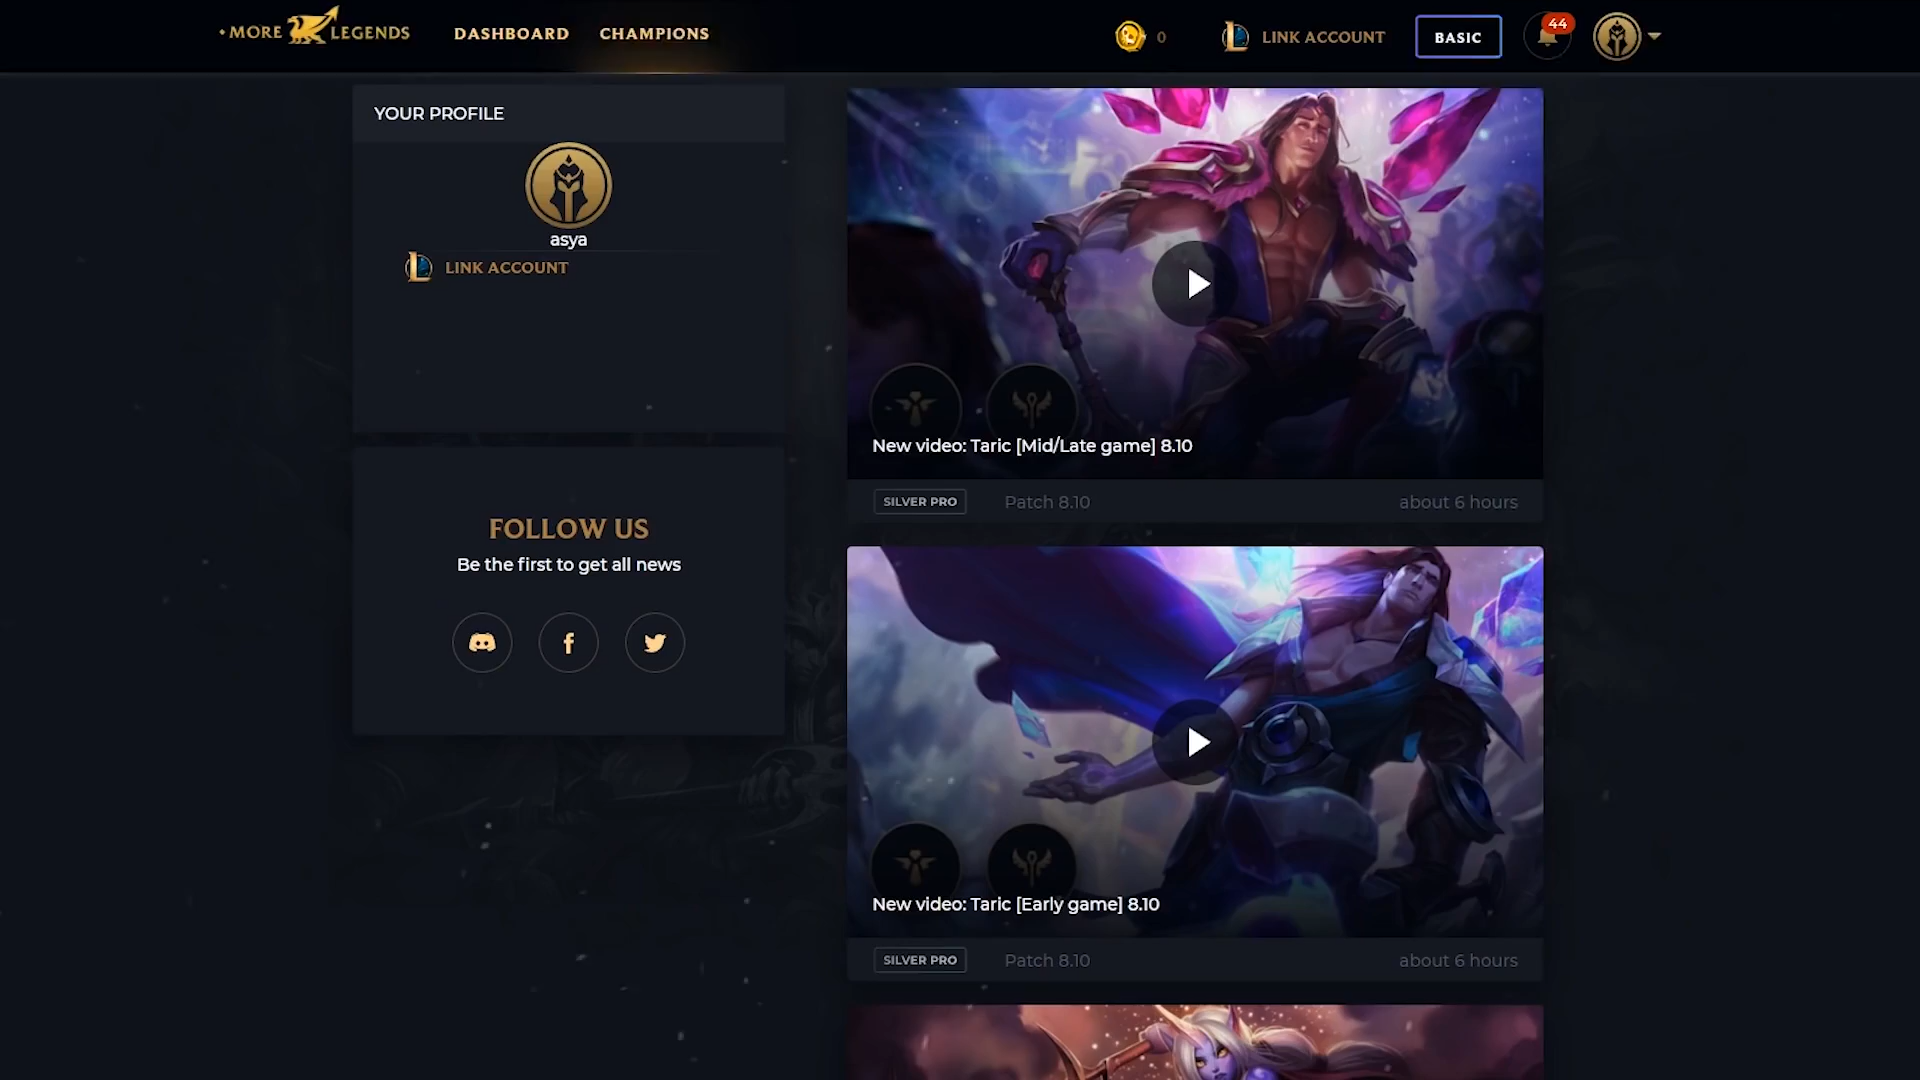 MORE LEGENDS
DASHBOARD
CHAMPIONS
0
LINK ACCOUNT
BASIC
44
YOUR PROFILE
asya
LINK ACCOUNT
FOLLOW US
Be the first to get all news
New video: Taric [Mid/Late game] 8.10
SILVER PRO
Patch 8.10
about 6 hours
New video: Taric [Early game] 8.10
SILVER PRO
Patch 8.10
about 6 hours